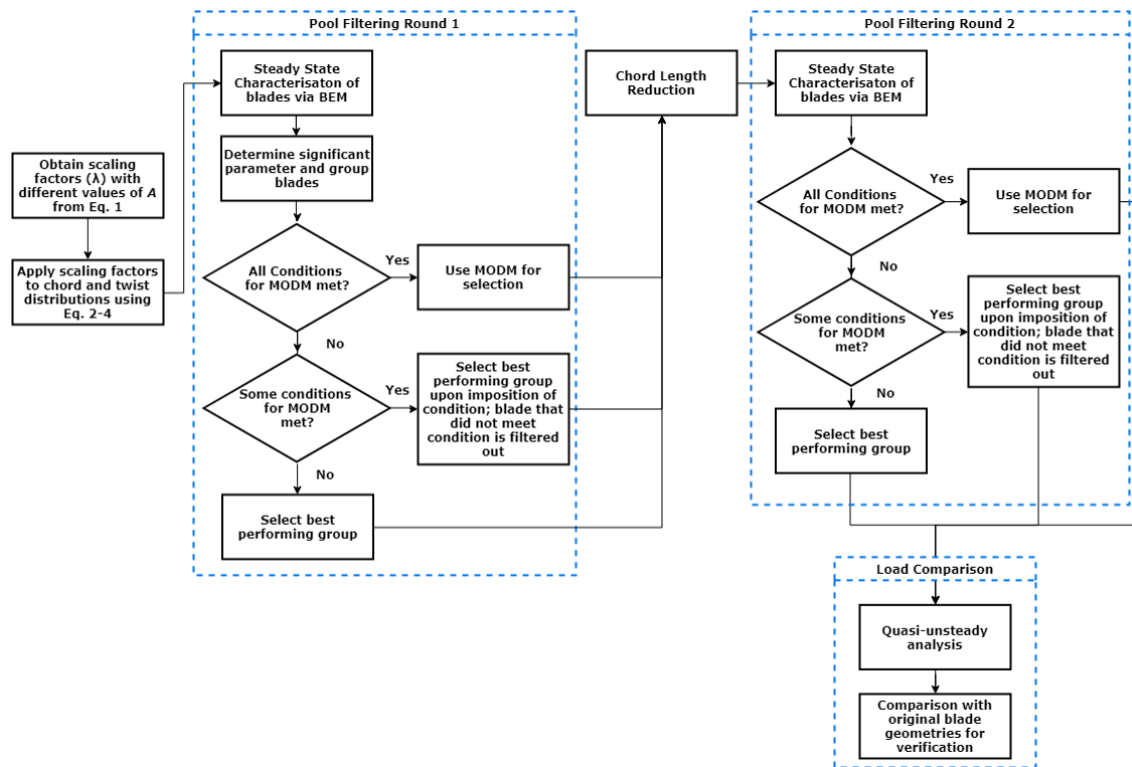 Obtain scaling
factors (λ) with
different values of A
from Eq. 1
Apply scaling factors
to chord and twist
distributions using
Eq. 2-4
Pool Filtering Round 1
Steady State
Characterisaton of
blades via BEM
Determine significant
parameter and group
blades
All Conditions
for MODM met?
Yes
Use MODM for
selection
No
Some conditions
for MODM
met?
Yes
Select best
performing group
upon imposition of
condition; blade that
did not meet
condition is filtered
out
No
Select best
performing group
Chord Length
Reduction
Pool Filtering Round 2
Steady State
Characterisaton of
blades via BEM
All Conditions
for MODM met?
Yes
Use MODM for
selection
No
Some conditions
for MODM
met?
Yes
Select best
performing group
upon imposition of
condition; blade that
did not meet
condition is filtered
out
No
Select best
performing group
Load Comparison
Quasi-unsteady
analysis
Comparison with
original blade
geometries for
verification